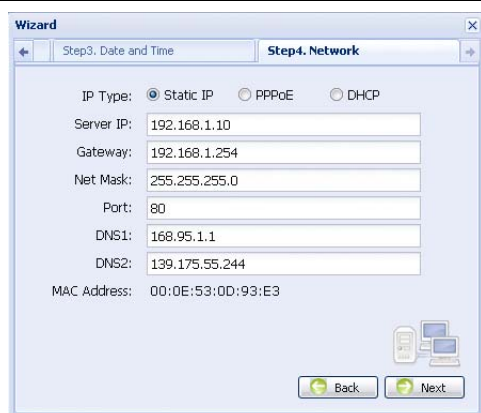 Wizard
Step3. Date and Time Step4. Network
IP Type: Static IP PPPoE DHCP
Server IP: 192.168.1.10
Gateway: 192.168.1.254
Net Mask: 255.255.255.0
Port: 80
DNS1: 168.95.1.1
DNS2: 139.175.55.244
MAC Address: 00:0E:53:0D:93:E3
Back Next